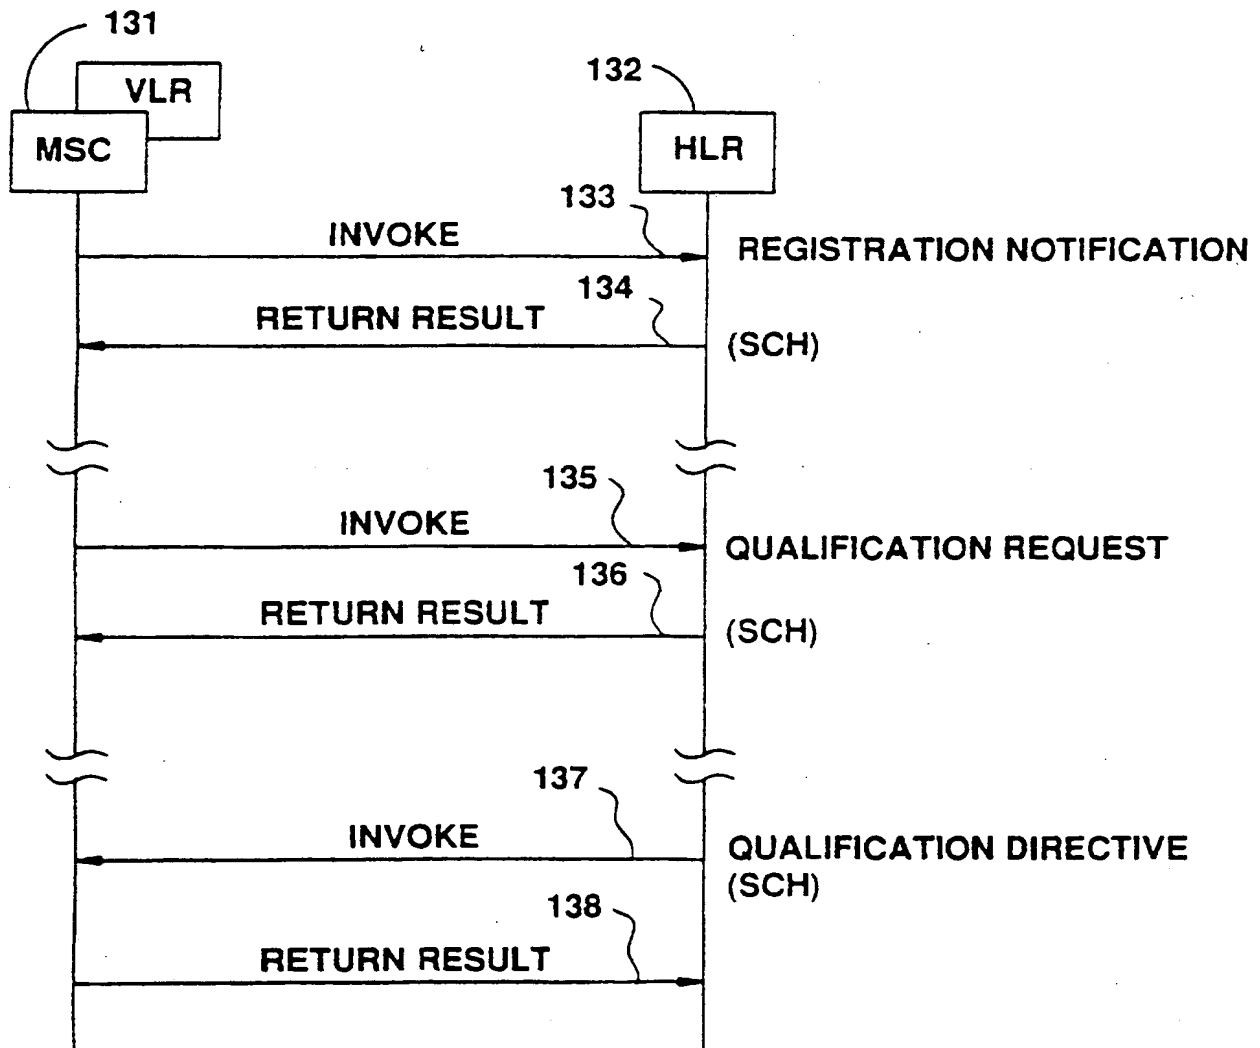 131
VLR
132
MSC
HLR
133
INVOKE
REGISTRATION NOTIFICATION
134
RETURN RESULT
(SCH)
135
INVOKE
QUALIFICATION REQUEST
136
RETURN RESULT
(SCH)
137
INVOKE
QUALIFICATION DIRECTIVE
(SCH)
138
RETURN RESULT